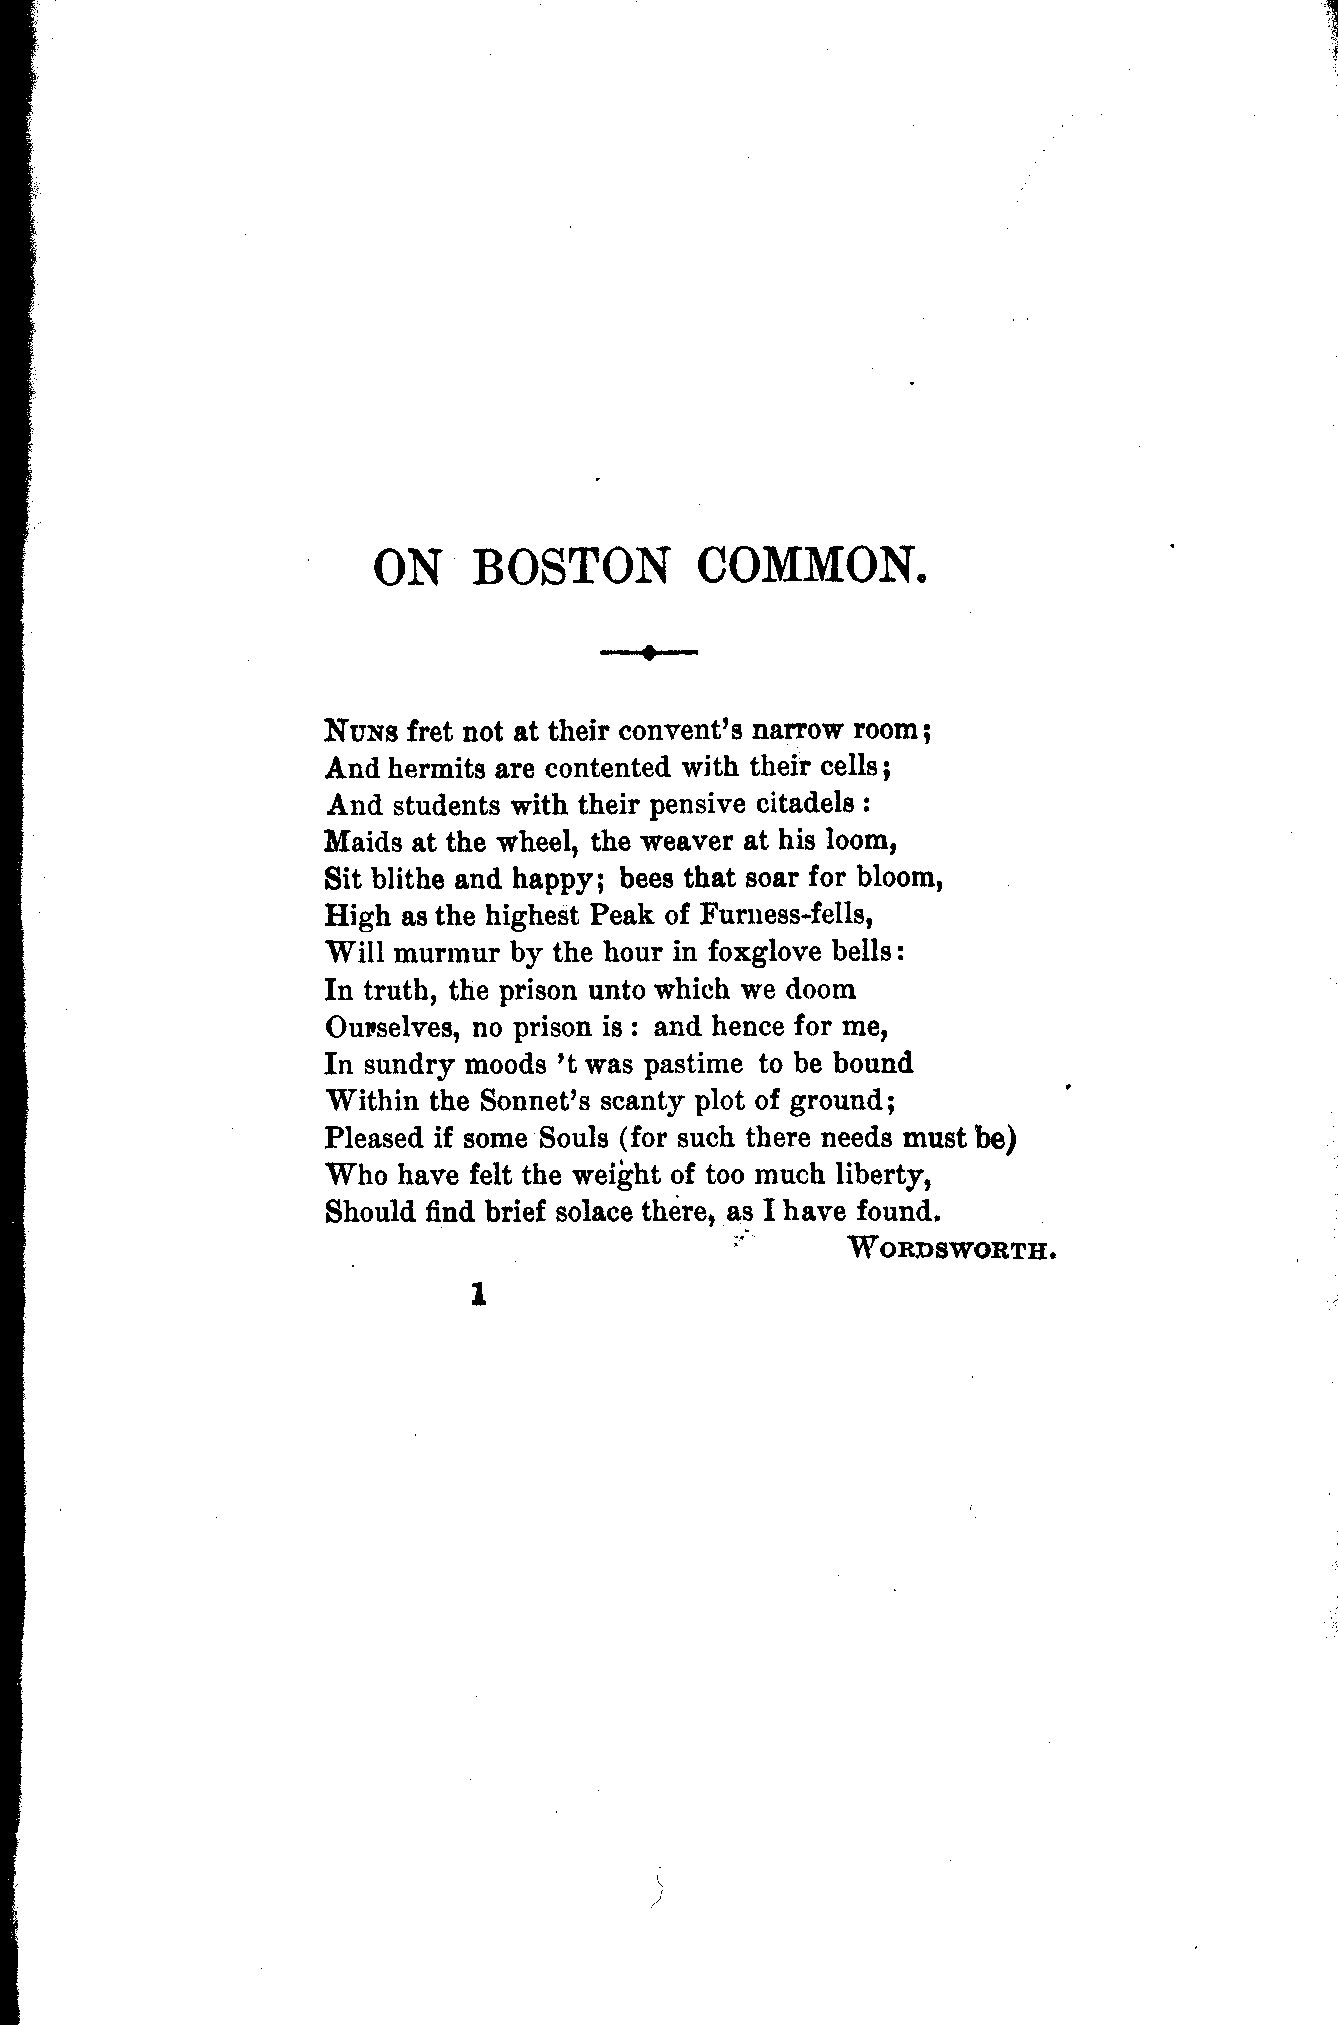 ON BOSTON COMMON.
NUNS fret not at their convent's narrow room;
And hermits are contented with their cells;
And students with their pensive citadels :
Maids at the wheel, the weaver at his loom,
Sit blithe and happy; bees that soar for bloom,
High as the highest Peak of Furness-fells,
Will murmur by the hour in foxglove bells:
In truth, the prison unto which we doom
Ourselves, no prison is : and hence for me,
In sundry moods 't was pastime to be bound
Within the Sonnet's scanty plot of ground;
Pleased if some Souls (for such there needs must be)
Who have felt the weight of too much liberty,
Should find brief solace there, as I have found.
WORDSWORTH.
1